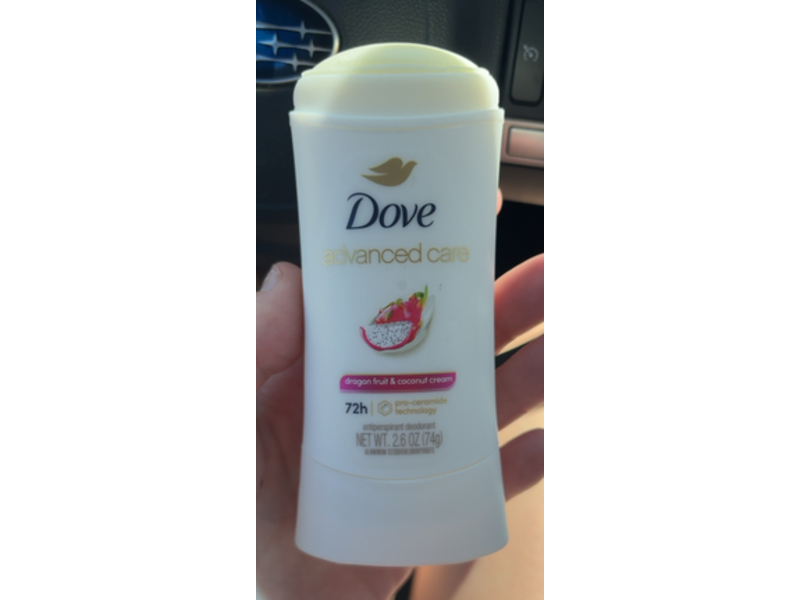 Dove
advanced care
dragon fruit & coconut cream
72h
pro-ceramide
technology
antiperspirant deodorant
NET WT. 2.6 OZ (74g)